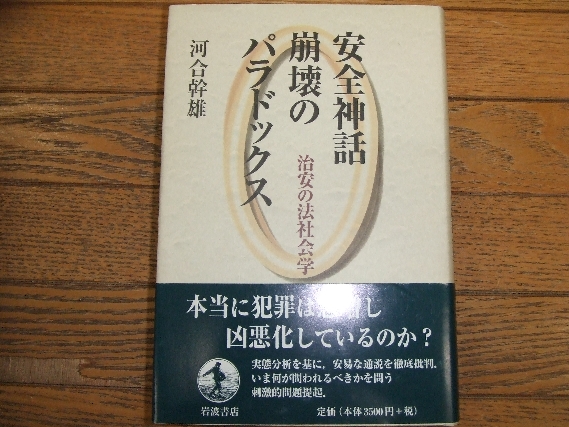 安全神話
崩壊の
パラドックス
治安の法社会学
河合幹雄
本当に犯罪は
凶悪化しているのか?
実態分析を基に,安易な通説を徹底批判.
いま何が問われるべきかを問う
刺激的問題提起.
岩波書店
定価(本体3500円+税)